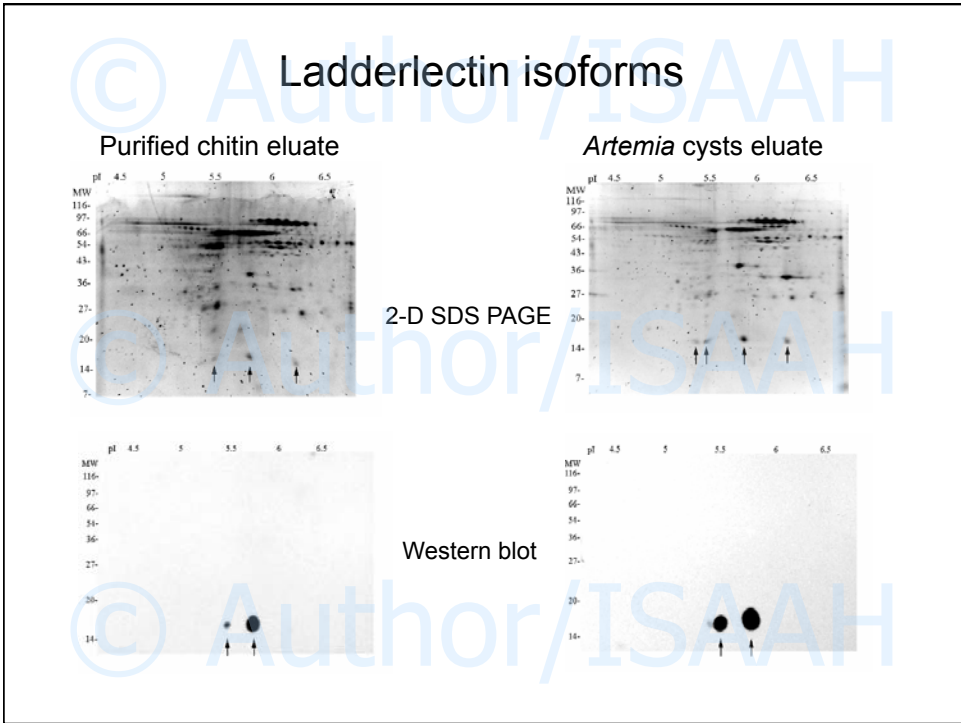 Ladderlectin isoforms
Purified chitin eluate
Artemia cysts eluate
pI 4.5 5 5.5 6 6.5
MW
116-
97-
66-
54-
43-
36-
27-
20-
14-
7-
pI 4.5 5 5.5 6 6.5
MW
116-
97-
66-
54-
43-
36-
27-
20-
14-
7-
2-D SDS PAGE
pI 4.5 5 5.5 6 6.5
MW
116-
97-
66-
54-
36-
27-
20-
14-
pI 4.5 5 5.5 6 6.5
MW
116-
97-
66-
54-
36-
27-
20-
14-
Western blot
© Author/ISAAH
© Author/ISAAH
© Author/ISAAH